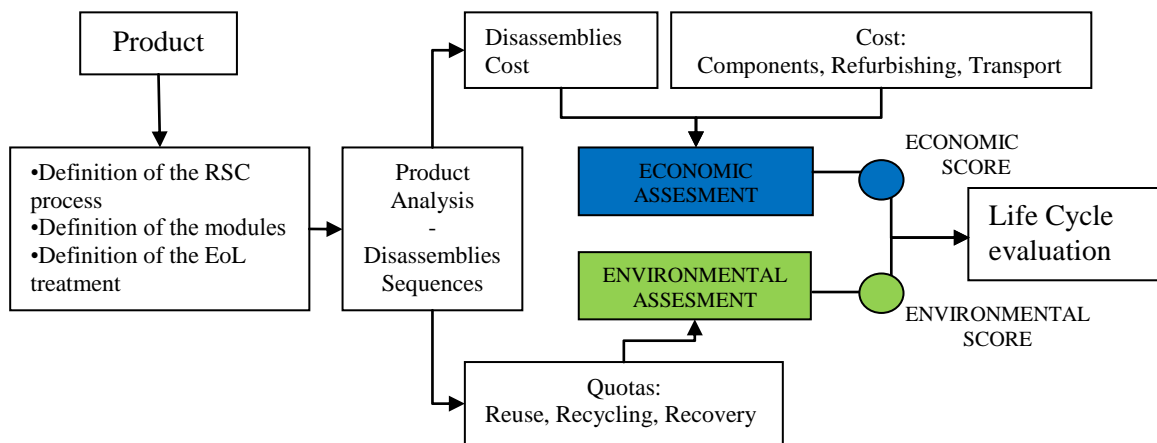 Product
Disassemblies
Cost
Cost:
Components, Refurbishing, Transport
•Definition of the RSC
process
•Definition of the modules
•Definition of the EoL
treatment
Product
Analysis
-
Disassemblies
Sequences
ECONOMIC
ASSESMENT
ECONOMIC
SCORE
ENVIRONMENTAL
ASSESMENT
ENVIRONMENTAL
SCORE
Life Cycle
evaluation
Quotas:
Reuse, Recycling, Recovery